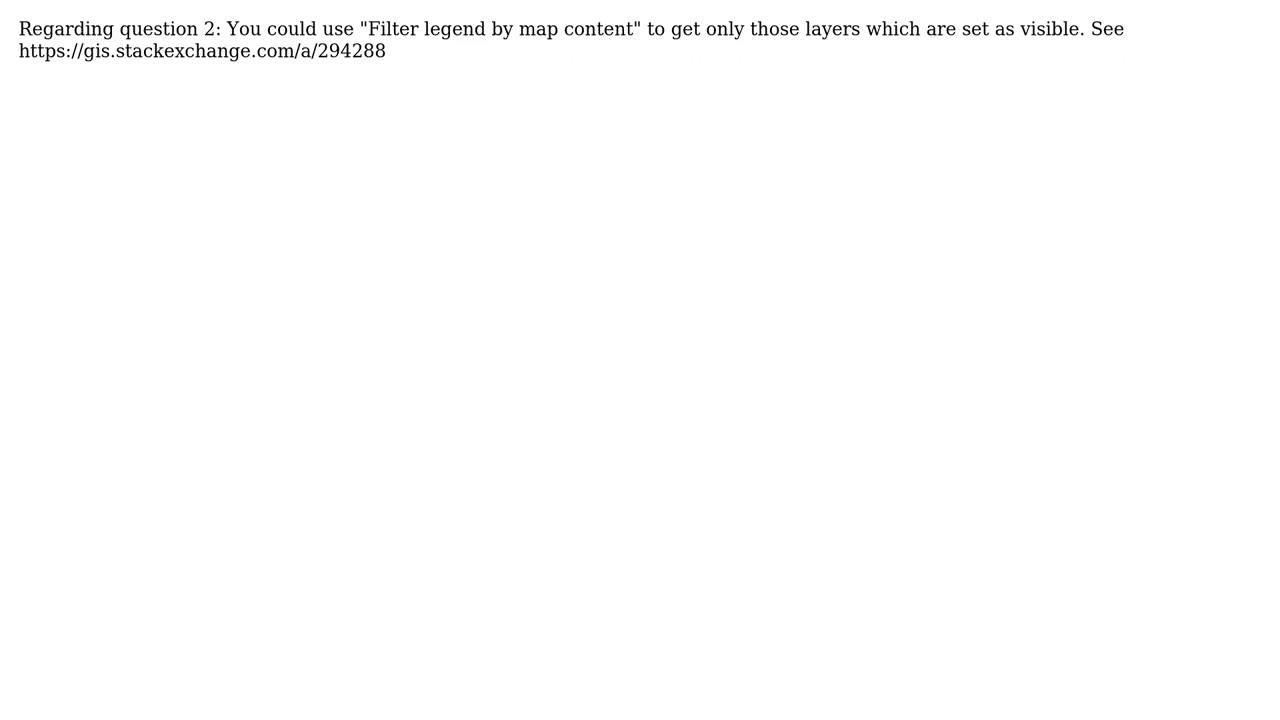 Regarding question 2: You could use "Filter legend by map content" to get only those layers which are set as visible. See
https://gis.stackexchange.com/a/294288